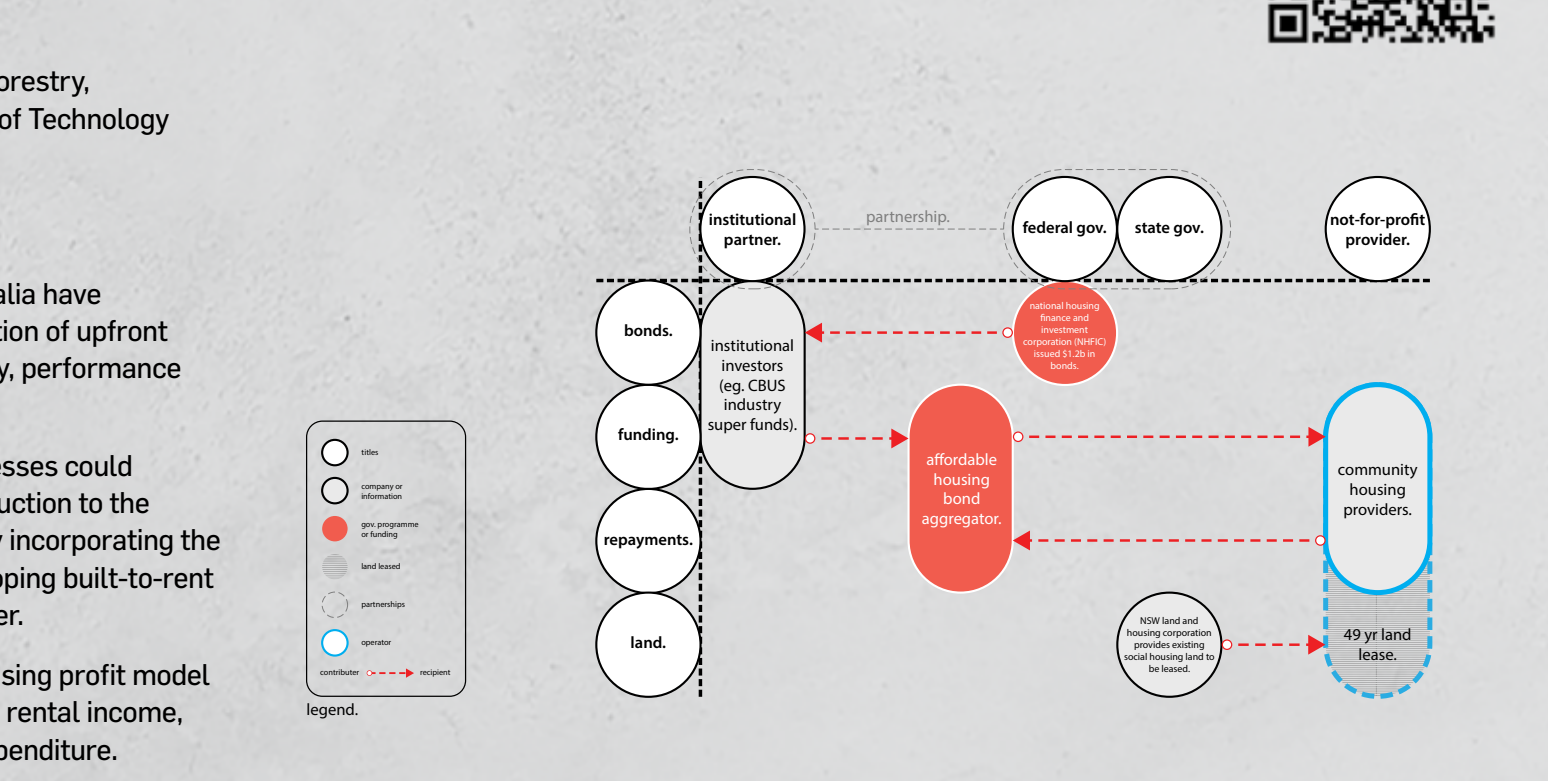 orestry,
of Technology
alia have
tion of upfront
y, performance
esses could
uction to the
y incorporating the
oping built-to-rent
er.
sing profit model
rental income,
penditure.
titles
company or
information
gov. programme
or funding
land leased
partnerships
operator
contributer
recipient
legend.
institutional
partner.
partnership.
federal gov.
state gov.
not-for-profit
provider.
bonds.
funding.
repayments.
land.
institutional
investors
(eg. CBUS
industry
super funds).
national housing
finance and
investment
corporation (NHFIC)
issued $1.2b in
bonds.
affordable
housing
bond
aggregator.
community
housing
providers.
NSW land and
housing corporation
provides existing
social housing land to
be leased.
49 yr land
lease.